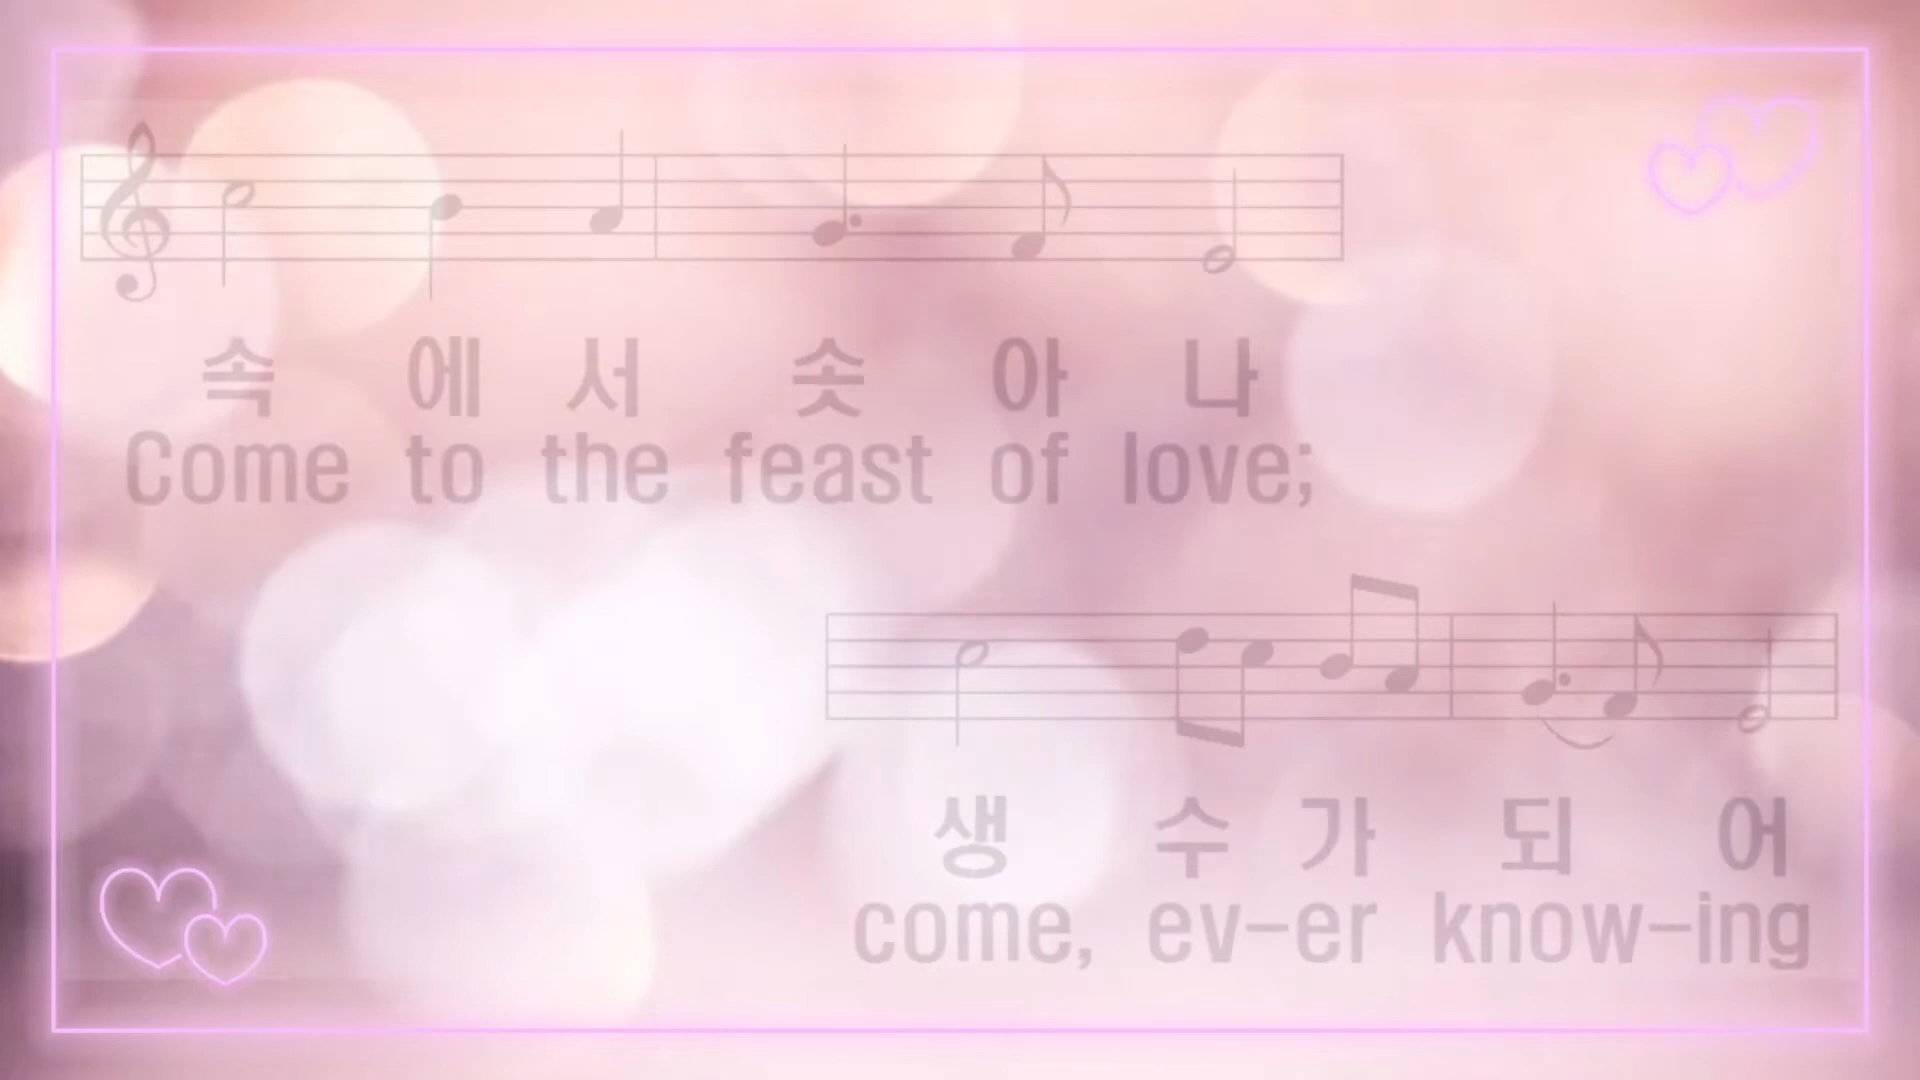 속 에 서 솟 아 나
Come to the feast of love;
생 수 가 되 어
come, ev-er know-ing